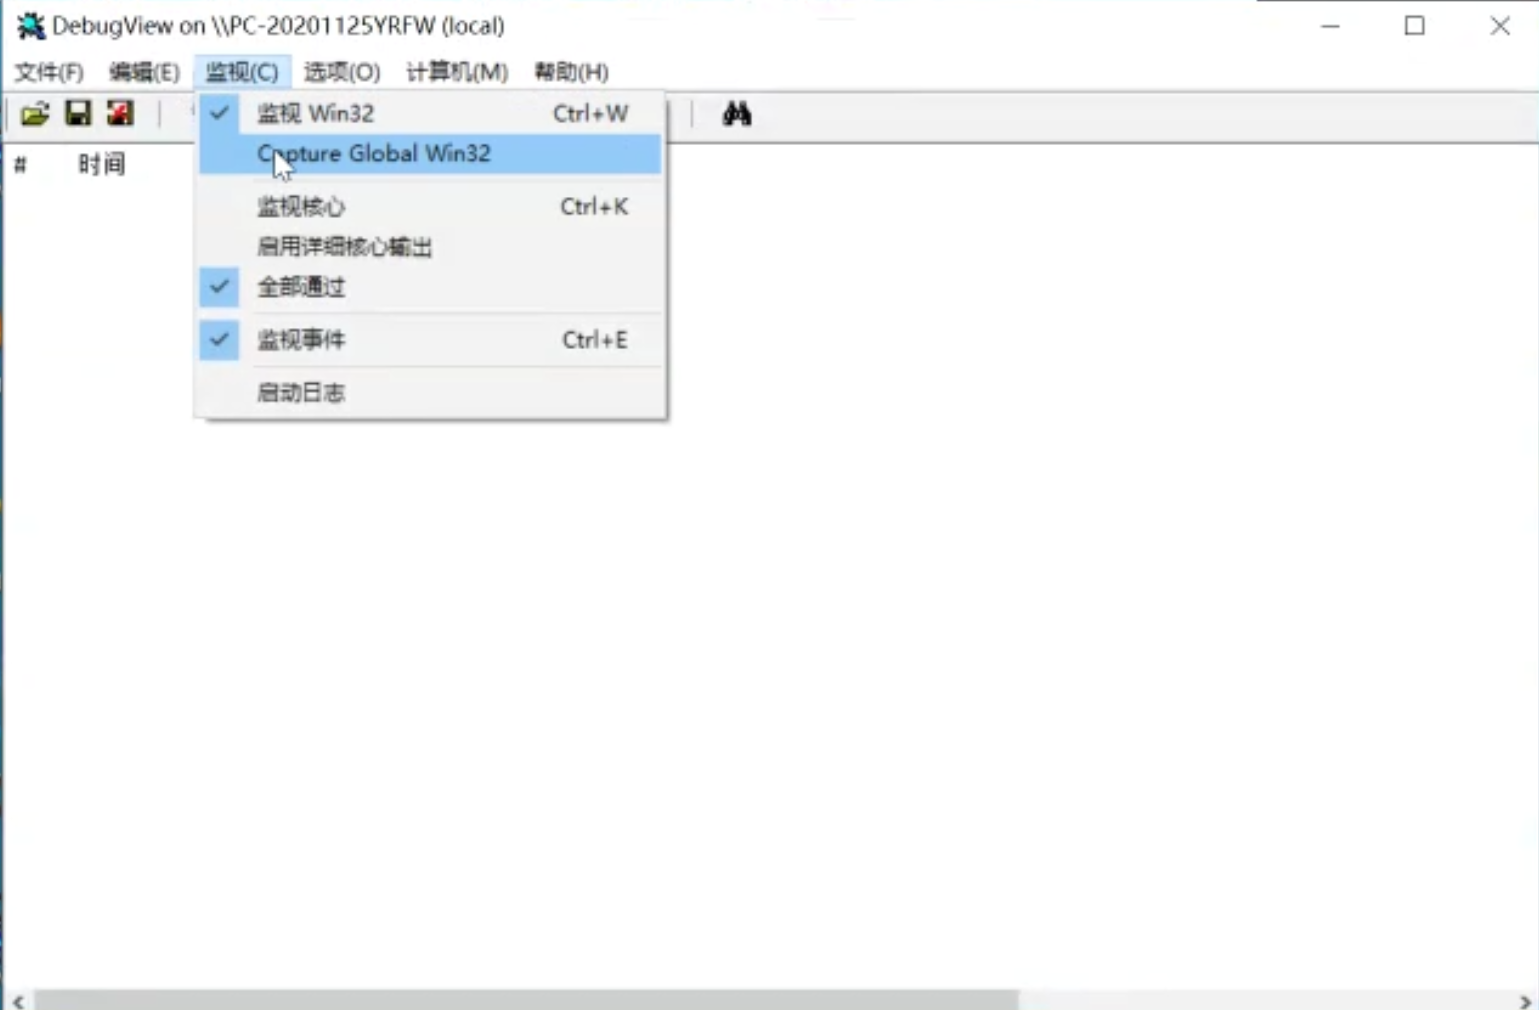 DebugView on \\PC-20201125YRFW (local)
文件(F) 编辑(E) 监视(C) 选项(O) 计算机(M) 帮助(H)
监视 Win32 Ctrl+W
Capture Global Win32
# 时间
监视核心 Ctrl+K
启用详细核心输出
全部通过
监视事件 Ctrl+E
启动日志